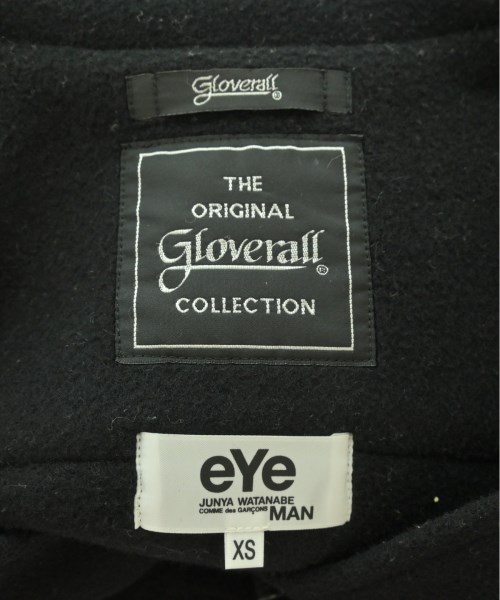 Gloverall®
THE
ORIGINAL
Gloverall®
COLLECTION
eYe
JUNYA WATANABE
COMME des GARÇONS MAN
XS